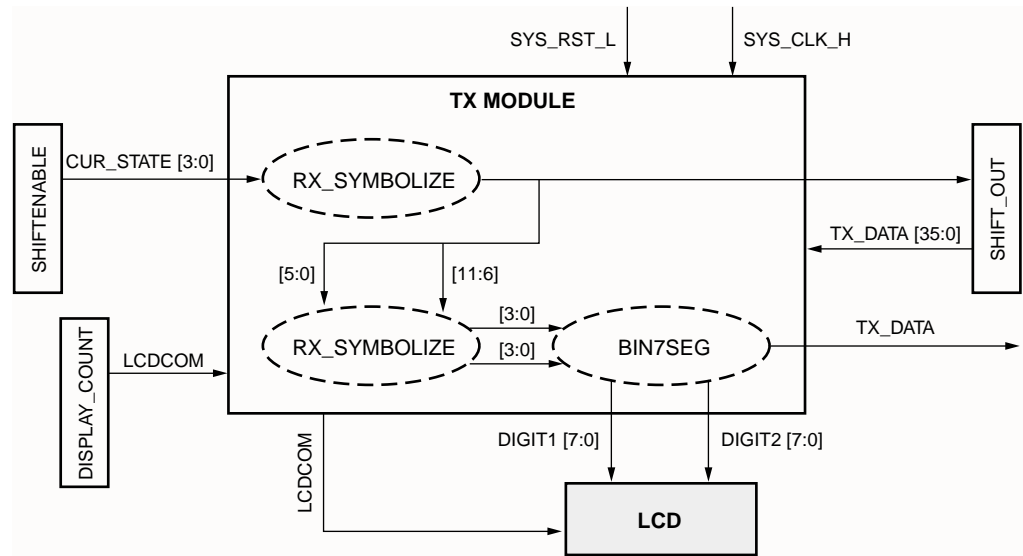 SYS_RST_L
SYS_CLK_H
TX MODULE
SHIFTENABLE
CUR_STATE [3:0]
RX_SYMBOLIZE
SHIFT_OUT
TX_DATA [35:0]
[5:0]
[11:6]
DISPLAY_COUNT
LCDCOM
RX_SYMBOLIZE
[3:0]
[3:0]
BIN7SEG
TX_DATA
LCDCOM
DIGIT1 [7:0]
DIGIT2 [7:0]
LCD